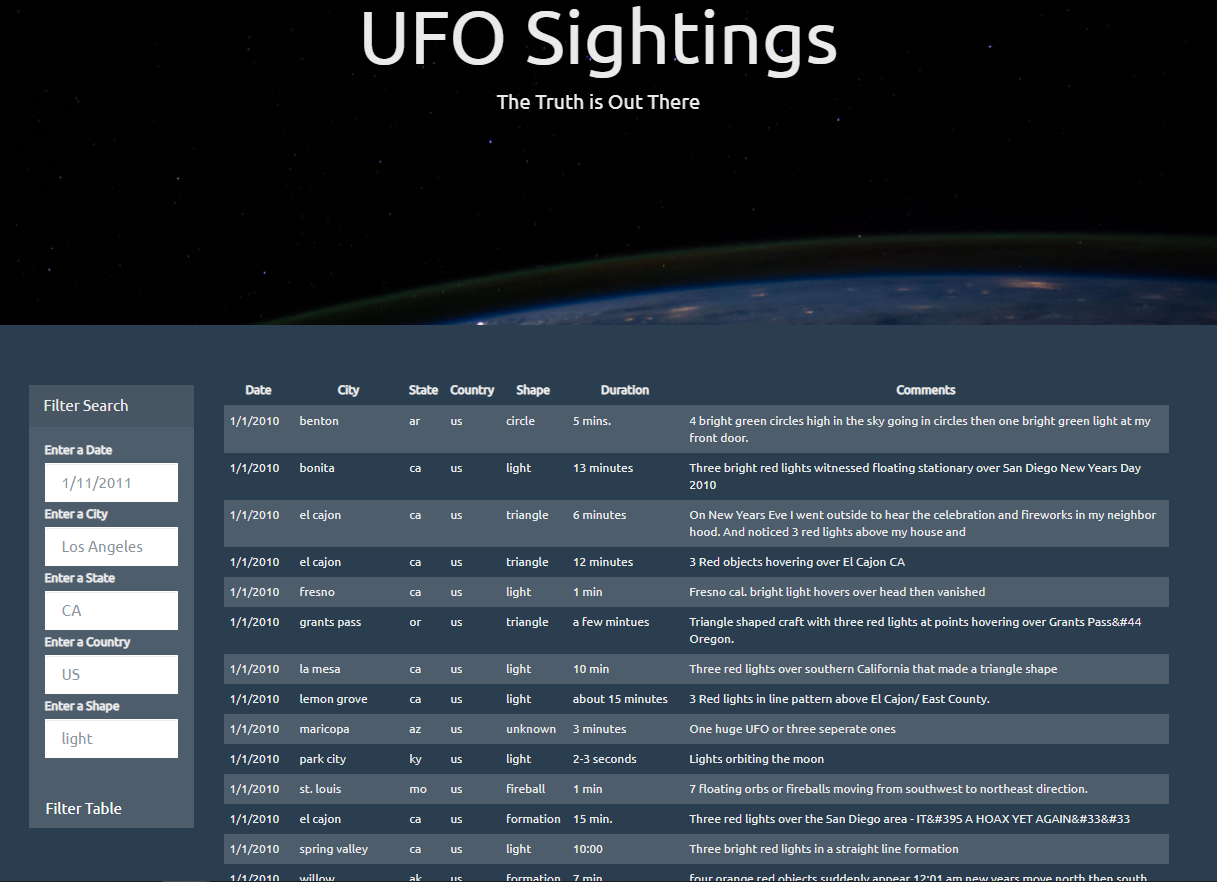 UFO Sightings
The Truth is Out There
Filter Search
Enter a Date
1/11/2011
Enter a City
Los Angeles
Enter a State
CA
Enter a Country
US
Enter a Shape
light
Filter Table
Date City State Country Shape Duration Comments
1/1/2010 benton ar us circle 5 mins. 4 bright green circles high in the sky going in circles then one bright green light at my
front door.
1/1/2010 bonita ca us light 13 minutes Three bright red lights witnessed floating stationary over San Diego New Years Day
2010
1/1/2010 el cajon ca us triangle 6 minutes On New Years Eve I went outside to hear the celebration and fireworks in my neighbor
hood. And noticed 3 red lights above my house and
1/1/2010 el cajon ca us triangle 12 minutes 3 Red objects hovering over El Cajon CA
1/1/2010 fresno ca us light 1 min Fresno cal. bright light hovers over head then vanished
1/1/2010 grants pass or us triangle a few mintues Triangle shaped craft with three red lights at points hovering over Grants Pass&#44
Oregon.
1/1/2010 la mesa ca us light 10 min Three red lights over southern California that made a triangle shape
1/1/2010 lemon grove ca us light about 15 minutes 3 Red lights in line pattern above El Cajon/ East County.
1/1/2010 maricopa az us unknown 3 minutes One huge UFO or three seperate ones
1/1/2010 park city ky us light 2-3 seconds Lights orbiting the moon
1/1/2010 st. louis mo us fireball 1 min 7 floating orbs or fireballs moving from southwest to northeast direction.
1/1/2010 el cajon ca us formation 15 min. Three red lights over the San Diego area - IT&#39S A HOAX YET AGAIN&#33&#33
1/1/2010 spring valley ca us light 10:00 Three bright red lights in a straight line formation
1/1/2010 willow ak us formation 7 min four orange red objects suddenly appear 12:01 am new years move north then south